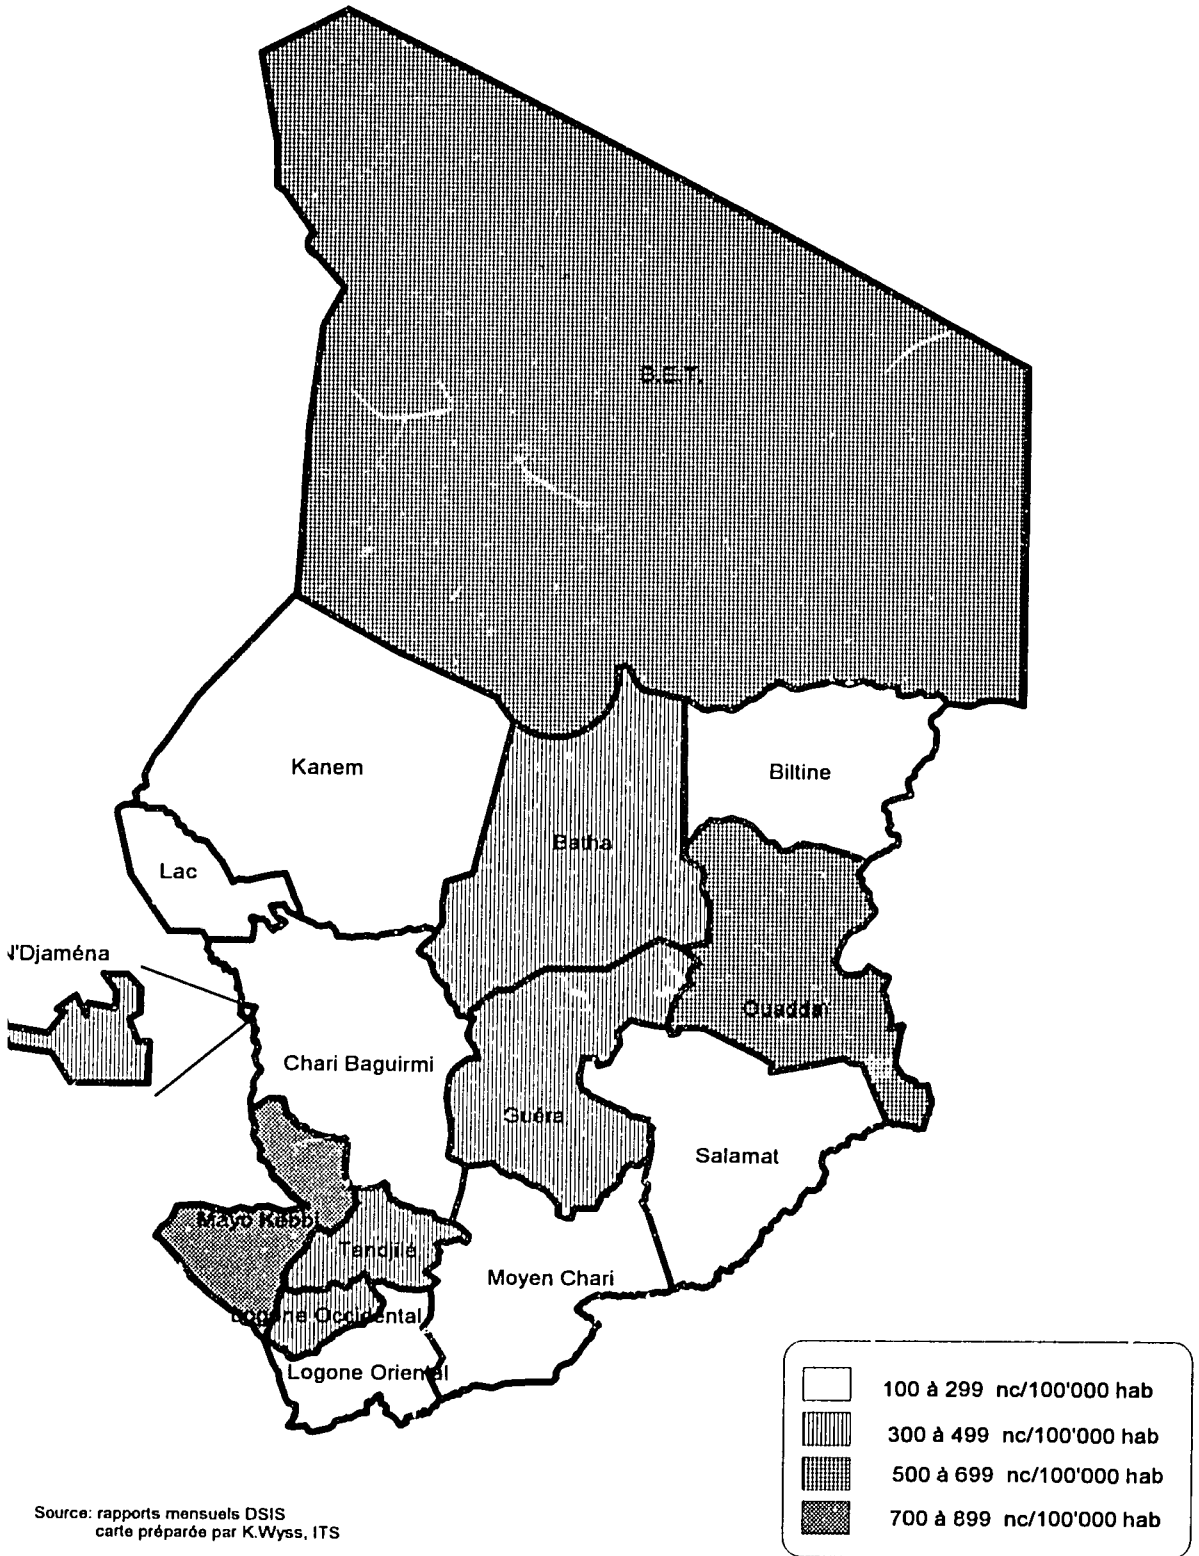 B.E.T.
Kanem
Biltine
Batha
Lac
N'Djaména
Ouaddaï
Chari Baguirmi
Guéra
Salamat
Mayo Kebbi
Tandjilé
Moyen Chari
Logone Occidental
Logone Oriental
100 à 299 nc/100'000 hab
300 à 499 nc/100'000 hab
500 à 699 nc/100'000 hab
700 à 899 nc/100'000 hab
Source: rapports mensuels DSIS
carte préparée par K.Wyss, ITS